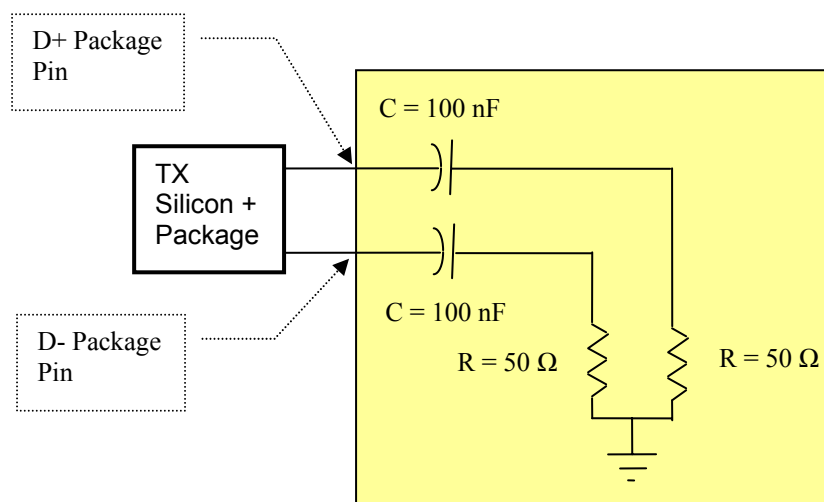 D+ Package
Pin
C = 100 nF
TX
Silicon +
Package
C = 100 nF
D- Package
Pin
R = 50 Ω
R = 50 Ω